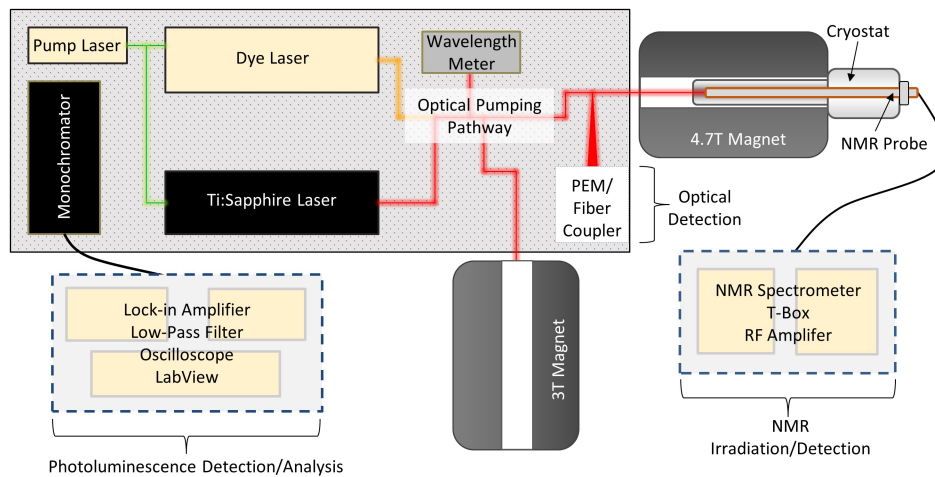 Pump Laser
Dye Laser
Wavelength
Meter
Cryostat
Monochromator
Optical Pumping
Pathway
4.7T Magnet
NMR Probe
Ti:Sapphire Laser
PEM/
Fiber
Coupler
Optical
Detection
Lock-in Amplifier
Low-Pass Filter
Oscilloscope
LabView
3T Magnet
NMR Spectrometer
T-Box
RF Amplifer
NMR
Irradiation/Detection
Photoluminescence Detection/Analysis